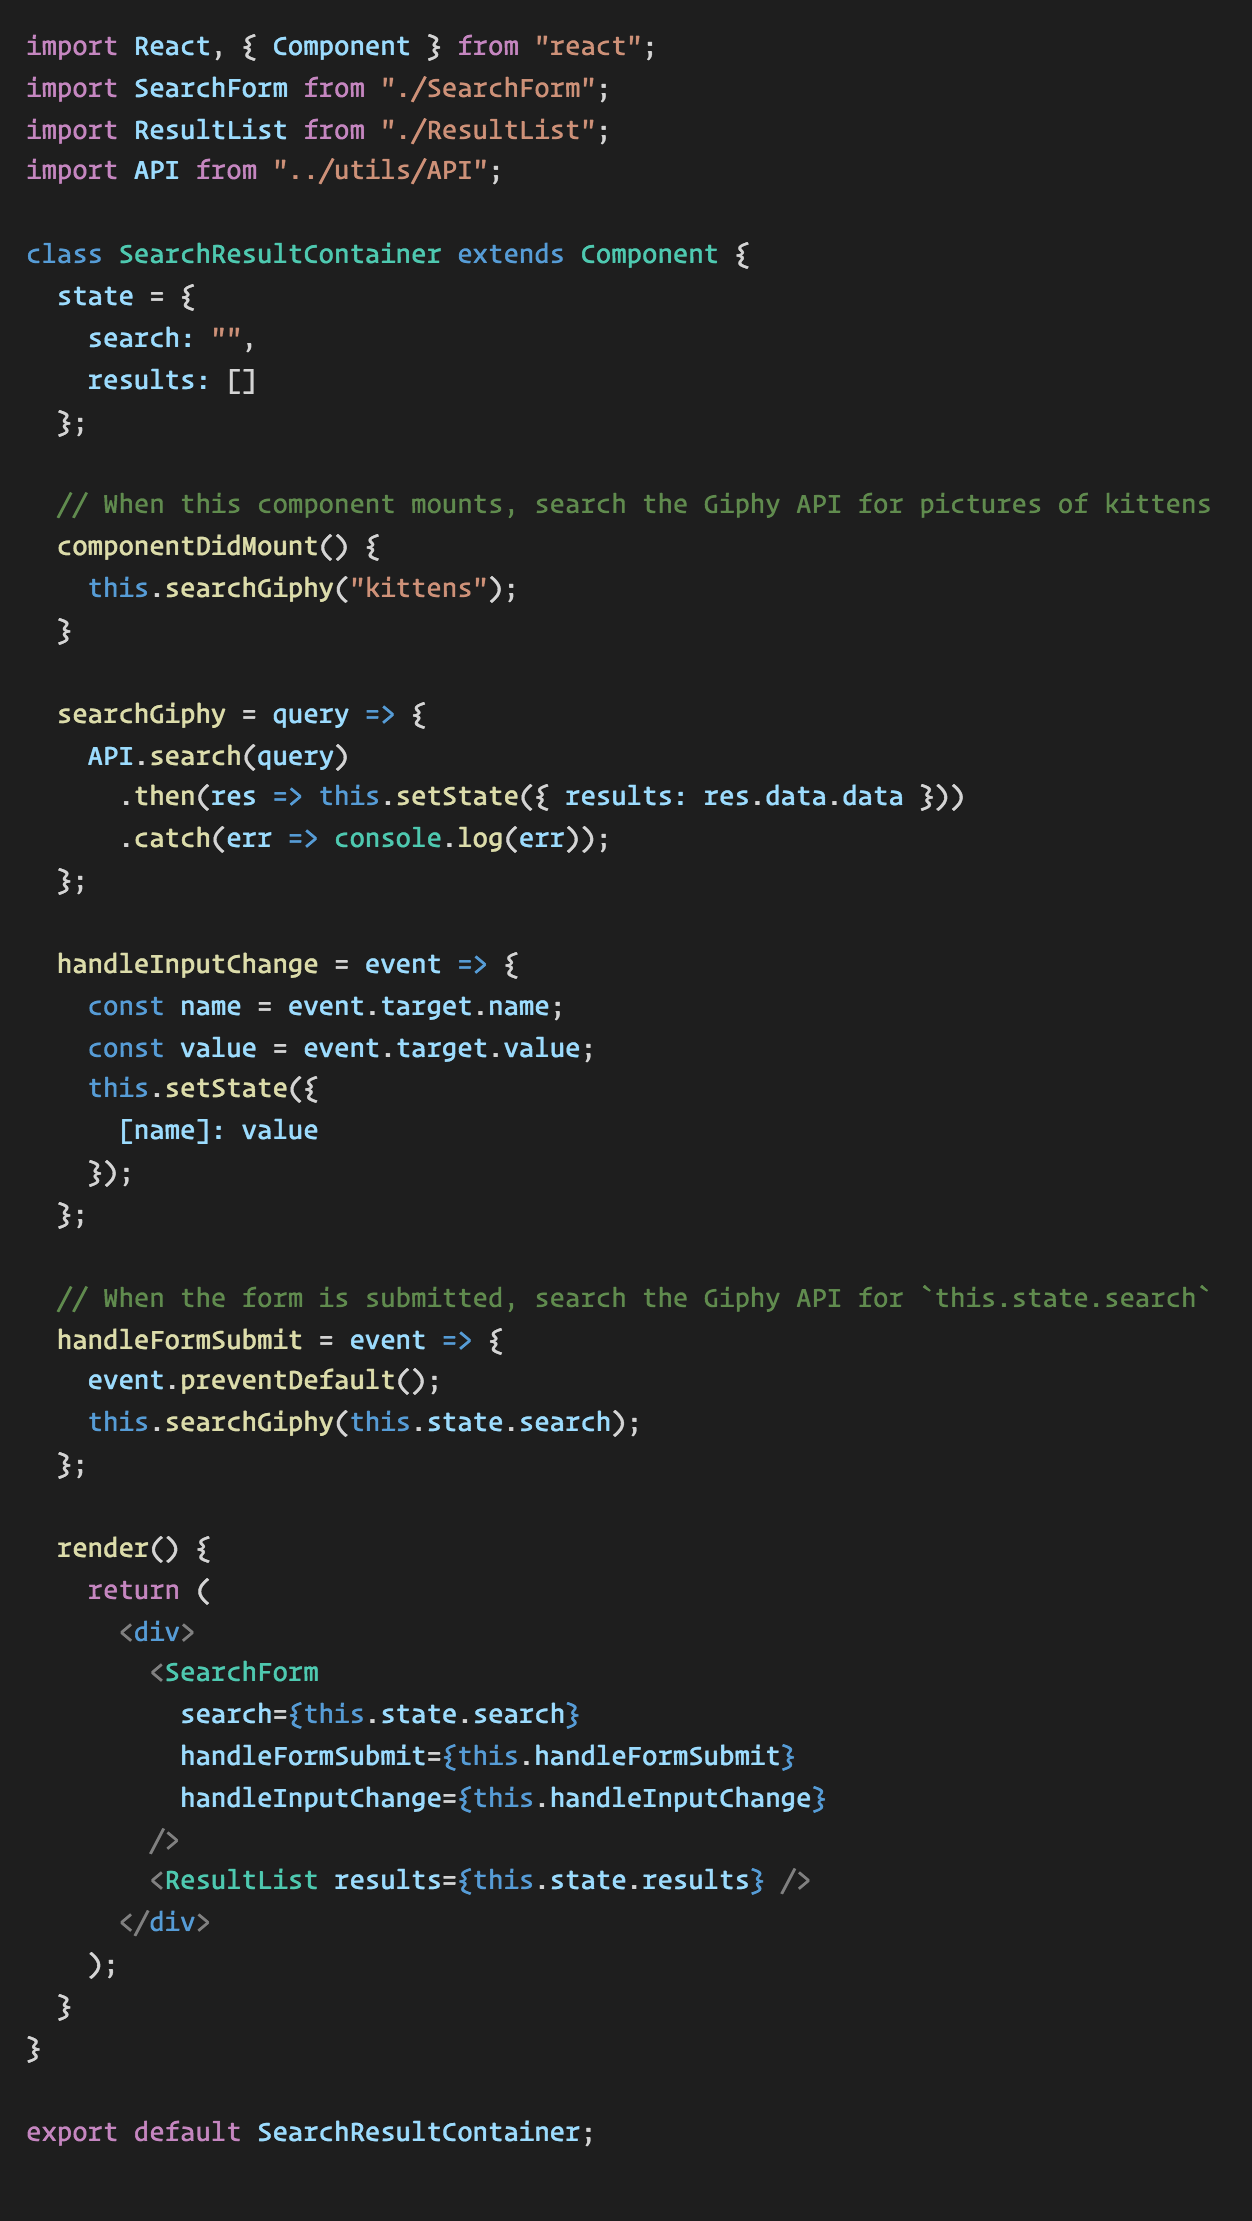 import React, { Component } from "react";
import SearchForm from "./SearchForm";
import ResultList from "./ResultList";
import API from "../utils/API";

class SearchResultContainer extends Component {
  state = {
    search: "",
    results: []
  };

  // When this component mounts, search the Giphy API for pictures of kittens
  componentDidMount() {
    this.searchGiphy("kittens");
  }

  searchGiphy = query => {
    API.search(query)
      .then(res => this.setState({ results: res.data.data }))
      .catch(err => console.log(err));
  };

  handleInputChange = event => {
    const name = event.target.name;
    const value = event.target.value;
    this.setState({
      [name]: value
    });
  };

  // When the form is submitted, search the Giphy API for `this.state.search`
  handleFormSubmit = event => {
    event.preventDefault();
    this.searchGiphy(this.state.search);
  };

  render() {
    return (
      <div>
        <SearchForm
          search={this.state.search}
          handleFormSubmit={this.handleFormSubmit}
          handleInputChange={this.handleInputChange}
        />
        <ResultList results={this.state.results} />
      </div>
    );
  }
}

export default SearchResultContainer;